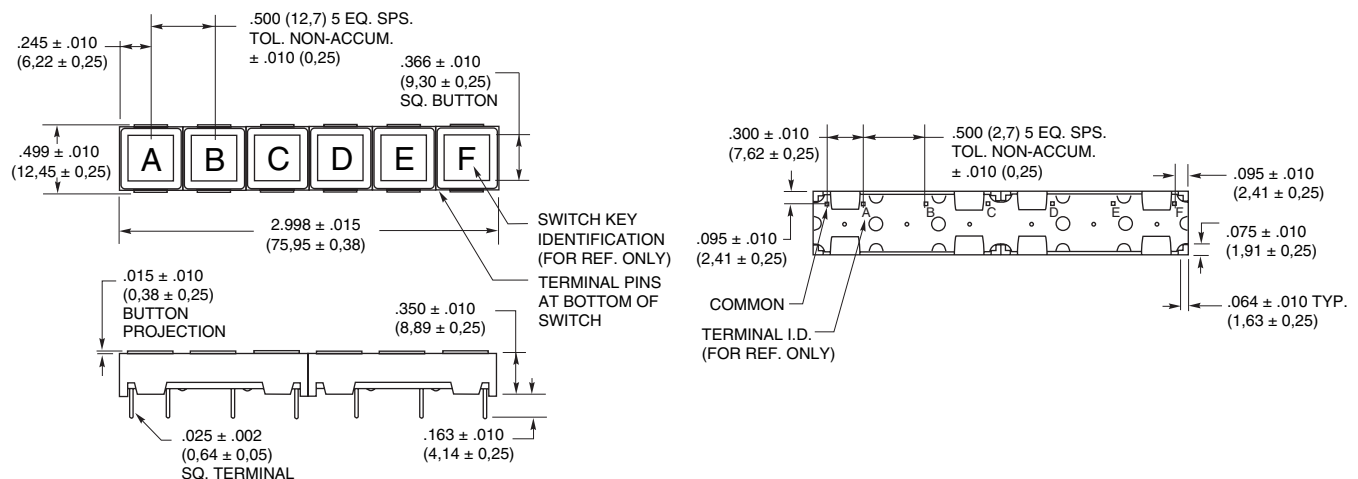 .500 (12,7) 5 EQ. SPS.
TOL. NON-ACCUM.
± .010 (0,25)
.245 ± .010
(6,22 ± 0,25)
.366 ± .010
(9,30 ± 0,25)
SQ. BUTTON
.499 ± .010
(12,45 ± 0,25)
A B C D E F
2.998 ± .015
(75,95 ± 0,38)
SWITCH KEY
IDENTIFICATION
(FOR REF. ONLY)
TERMINAL PINS
AT BOTTOM OF
SWITCH
.015 ± .010
(0,38 ± 0,25)
BUTTON
PROJECTION
.350 ± .010
(8,89 ± 0,25)
.025 ± .002
(0,64 ± 0,05)
SQ. TERMINAL
.163 ± .010
(4,14 ± 0,25)
.300 ± .010
(7,62 ± 0,25)
.500 (2,7) 5 EQ. SPS.
TOL. NON-ACCUM.
± .010 (0,25)
.095 ± .010
(2,41 ± 0,25)
A B C D E F
.095 ± .010
(2,41 ± 0,25)
.075 ± .010
(1,91 ± 0,25)
COMMON
TERMINAL I.D.
(FOR REF. ONLY)
.064 ± .010 TYP.
(1,63 ± 0,25)